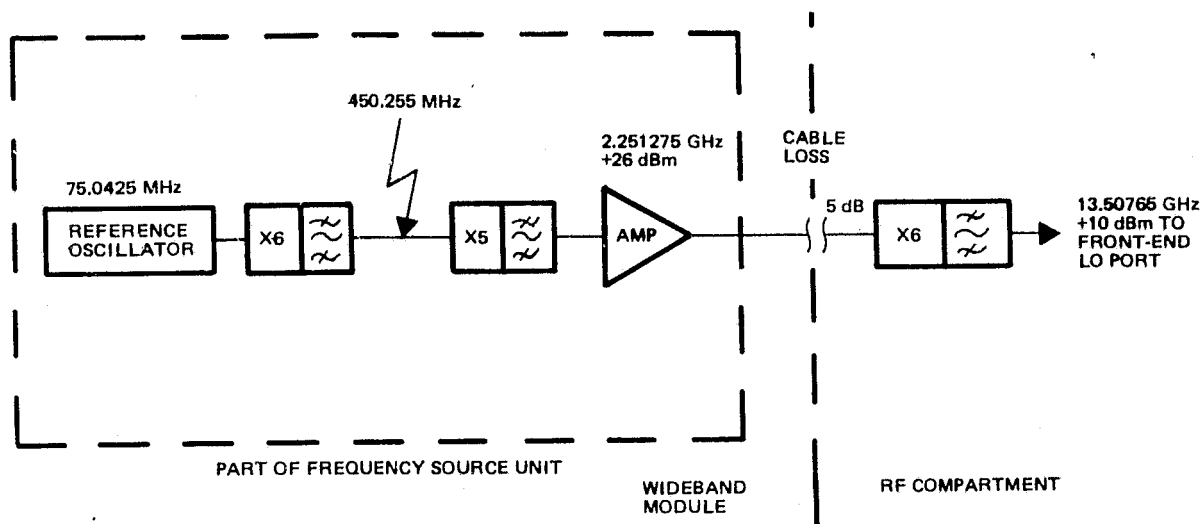 450.255 MHz
2.251275 GHz
+26 dBm
CABLE
LOSS
75.0425 MHz
REFERENCE
OSCILLATOR
X6
X5
AMP
5 dB
X6
13.50765 GHz
+10 dBm TO
FRONT-END
LO PORT
PART OF FREQUENCY SOURCE UNIT
WIDEBAND
MODULE
RF COMPARTMENT